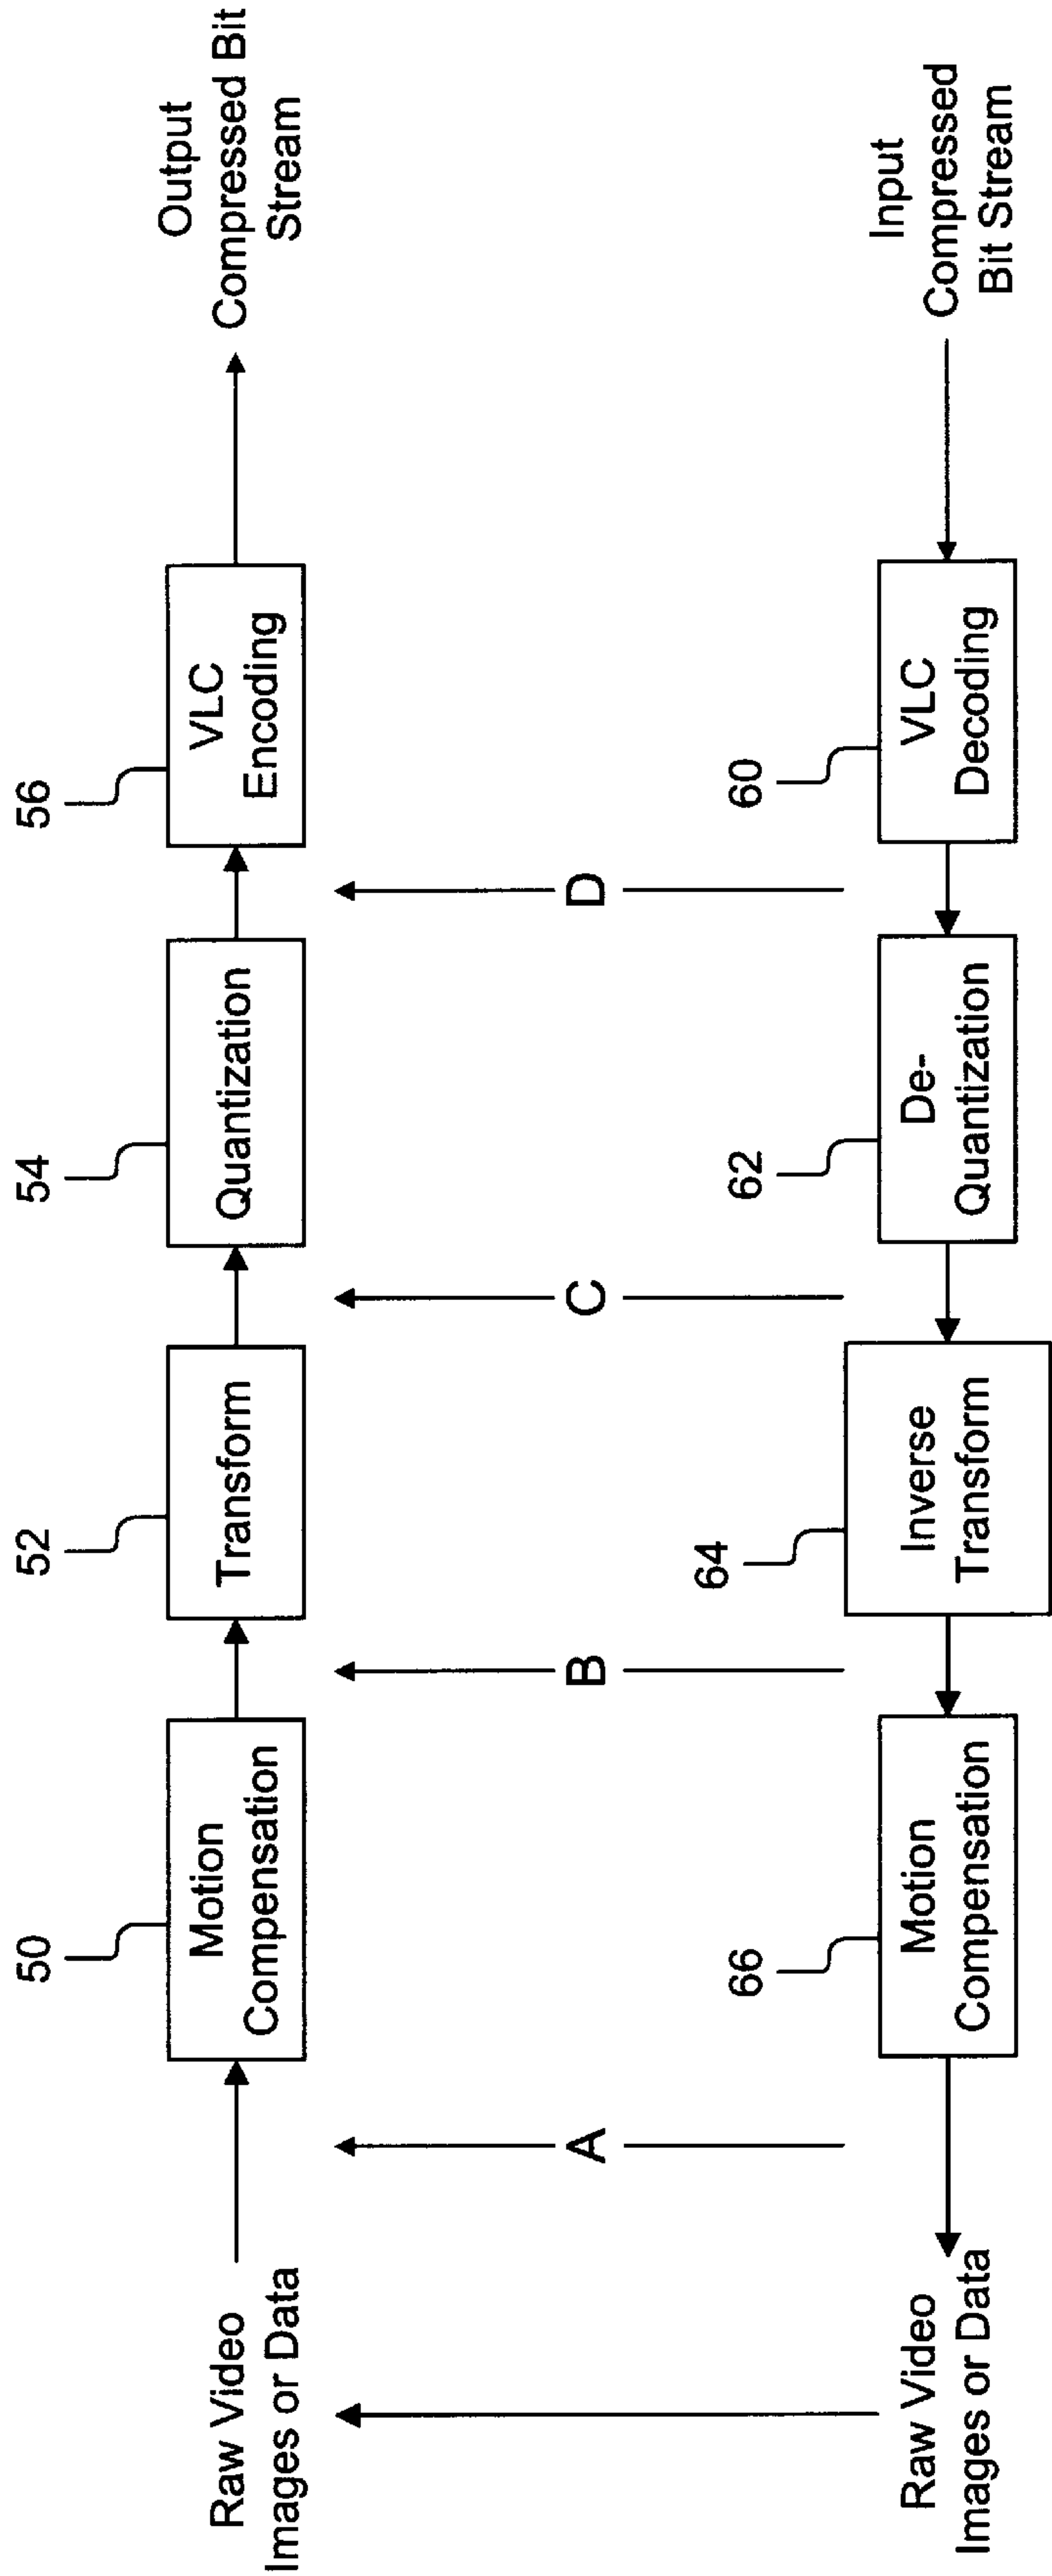 50
52
54
56
Raw Video
Images or Data
Motion
Compensation
Transform
Quantization
VLC
Encoding
Output
Compressed Bit
Stream
A
B
C
D
66
64
62
60
Raw Video
Images or Data
Motion
Compensation
Inverse
Transform
De-
Quantization
VLC
Decoding
Input
Compressed
Bit Stream